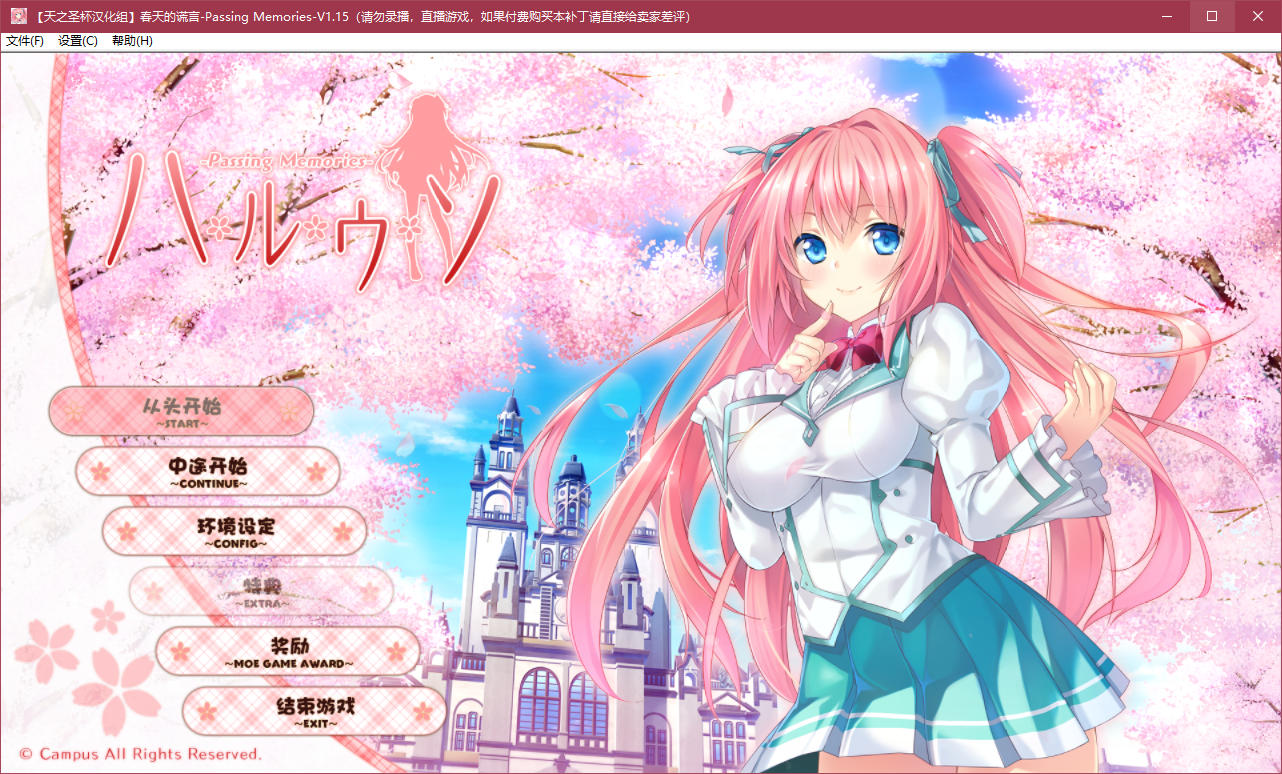 【天之圣杯汉化组】春天的谎言-Passing Memories-V1.15（请勿录播，直播游戏，如果付费购买本补丁请直接给卖家差评）
文件(F) 设置(C) 帮助(H)
-Passing Memories-
ハルウソ
从头开始
~START~
中途开始
~CONTINUE~
环境设定
~CONFIG~
特典
~EXTRA~
奖励
~MOE GAME AWARD~
结束游戏
~EXIT~
© Campus All Rights Reserved.